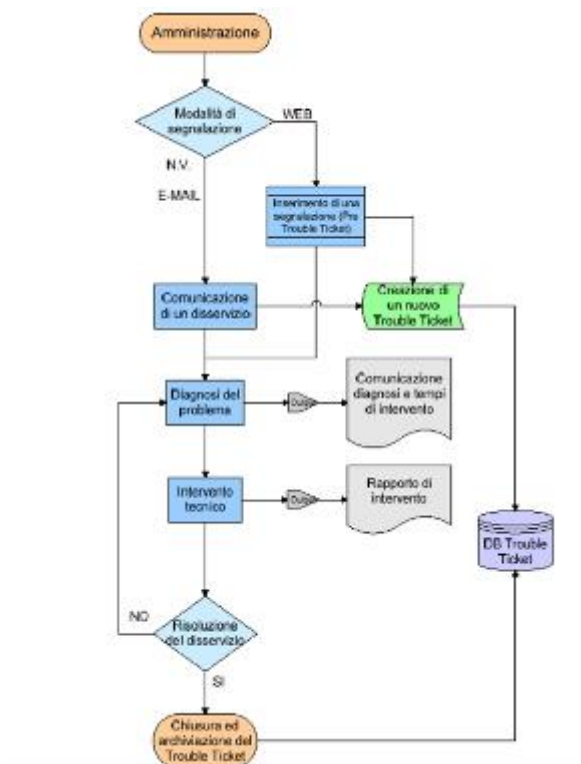 Amministrazione
Modalità di
segnalazione
WEB
N.V.
E-MAIL
Inserimento di una
segnalazione (Pre
Trouble Ticket)
Comunicazione
di un disservizio
Creazione di
un nuovo
Trouble Ticket
Diagnosi del
problema
Output
Comunicazione
diagnosi e tempi
di intervento
Intervento
tecnico
Output
Rapporto di
intervento
DB Trouble
Ticket
NO
Risoluzione
del disservizio
SI
Chiusura ed
archiviazione del
Trouble Ticket